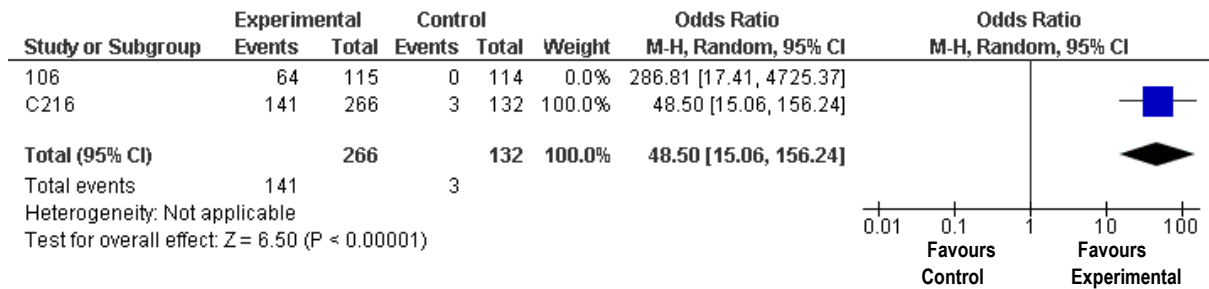 Experimental Control Odds Ratio Odds Ratio
Study or Subgroup Events Total Events Total Weight M-H, Random, 95% CI M-H, Random, 95% CI
106 64 115 0 114 0.0% 286.81 [17.41, 4725.37]
C216 141 266 3 132 100.0% 48.50 [15.06, 156.24]
Total (95% CI) 266 132 100.0% 48.50 [15.06, 156.24]
Total events 141 3
Heterogeneity: Not applicable
Test for overall effect: Z = 6.50 (P < 0.00001)
0.01 0.1 1 10 100
Favours Favours
Control Experimental